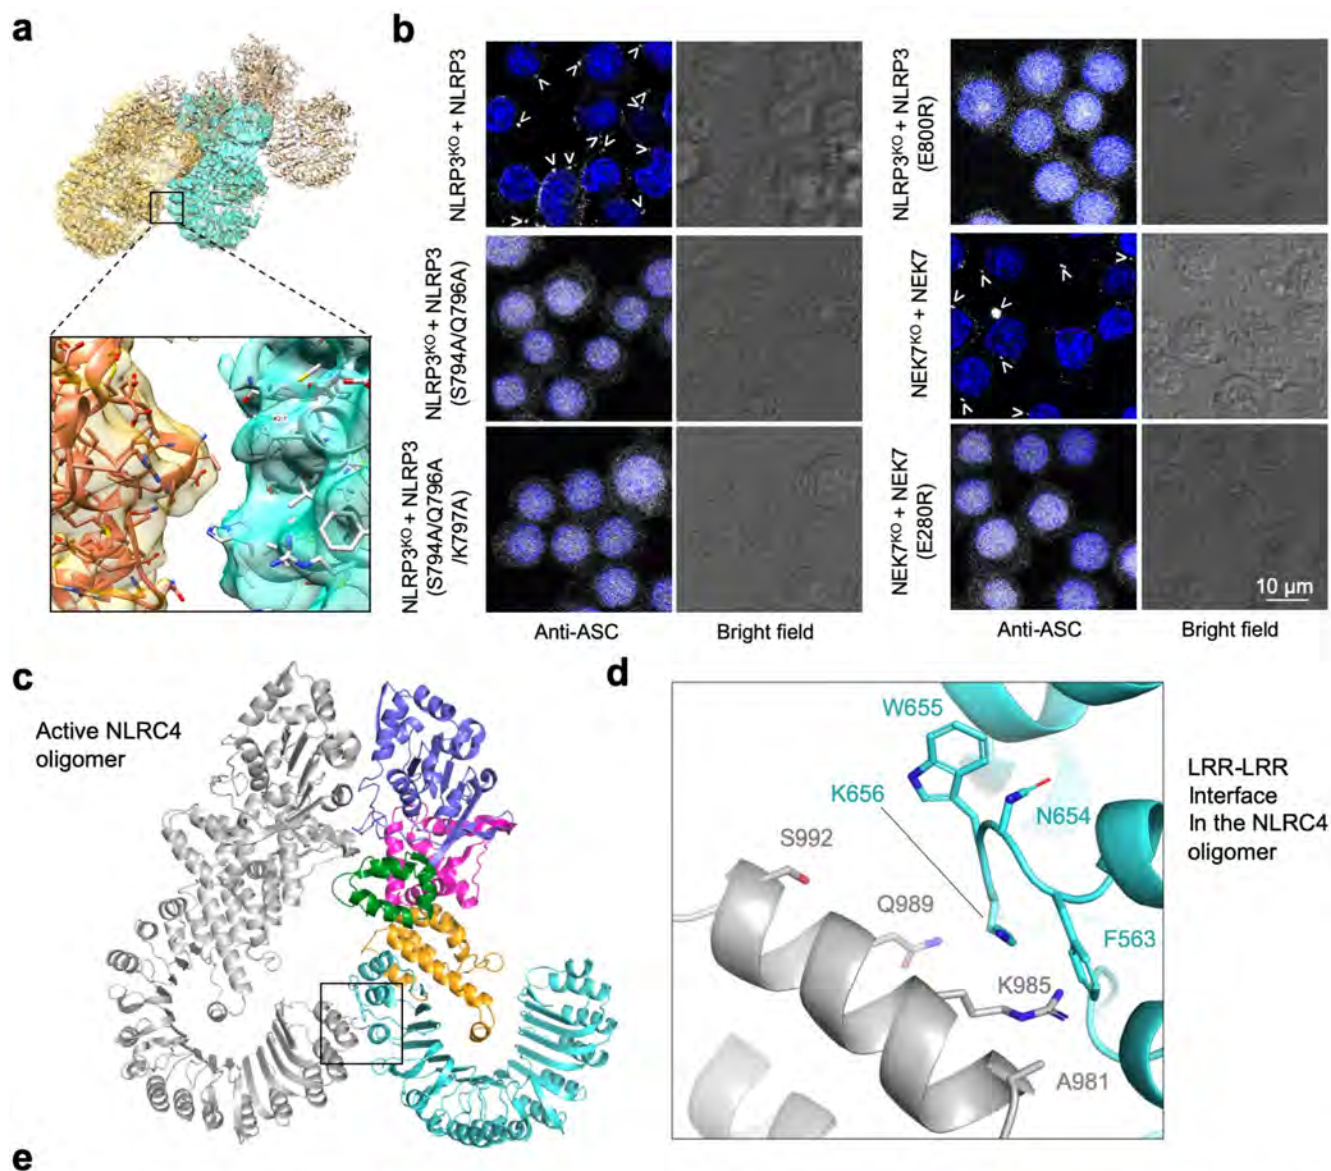 a
b
NLRP3KO + NLRP3
NLRP3KO + NLRP3
(S794A/Q796A)
NLRP3KO + NLRP3
(S794A/Q796A
/K797A)
NLRP3KO + NLRP3
(E800R)
NEK7KO + NEK7
NEK7KO + NEK7
(E280R)
10 µm
Anti-ASC
Bright field
Anti-ASC
Bright field
c
Active NLRC4
oligomer
d
W655
K656
N654
S992
Q989
F563
K985
A981
LRR-LRR
Interface
In the NLRC4
oligomer
e